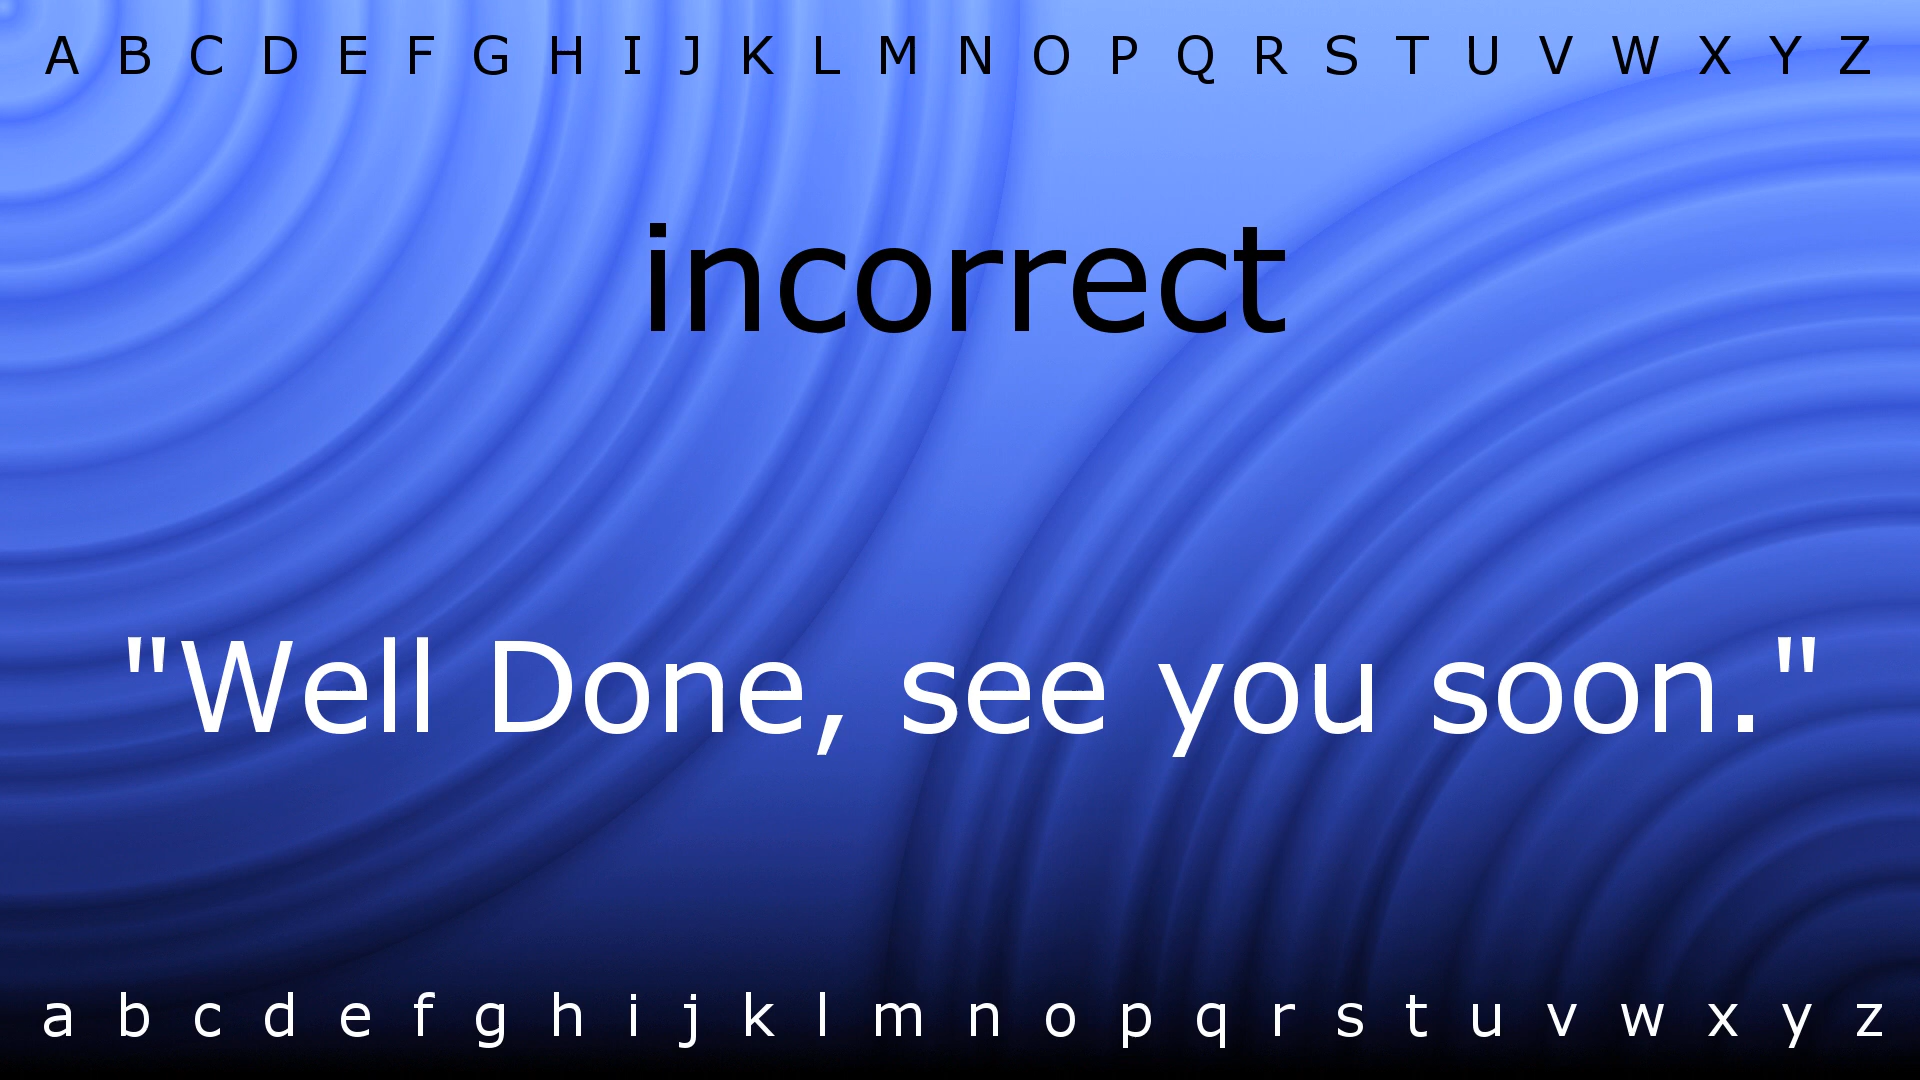 A B C D E F G H I J K L M N O P Q R S T U V W X Y Z
incorrect
"Well Done, see you soon."
a b c d e f g h i j k l m n o p q r s t u v w x y z